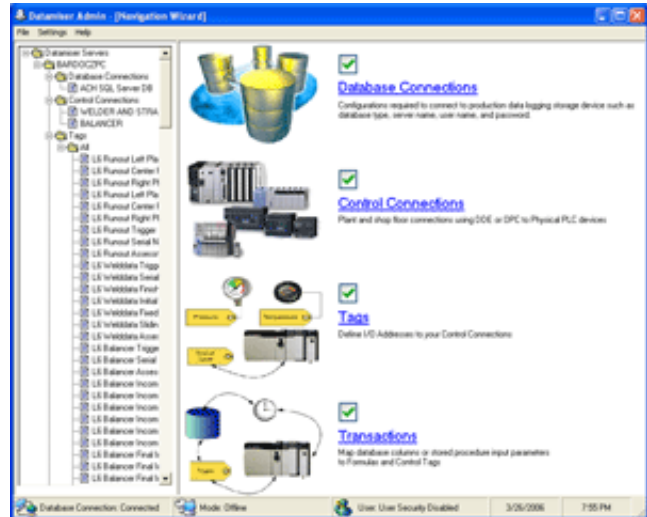 Datamiser Admin - [Navigation Wizard]
File Settings Help
Datamiser Servers
BARDOCZPC
Database Connections
ACH SQL Server DB
Control Connections
WELDER AND STRA
BALANCER
Tags
All
L6 Runout Left Pla
L6 Runout Center
L6 Runout Right Pl
L6 Runout Left Pla
L6 Runout Center
L6 Runout Right Pl
L6 Runout Trigger
L6 Runout Serial N
L6 Runout Assesor
L6 Welddata Trigg
L6 Welddata Serial
L6 Welddata Finish
L6 Welddata Initial
L6 Welddata Fixed
L6 Welddata Slidin
L6 Welddata Asses
L6 Balancer Trigge
L6 Balancer Serial
L6 Balancer Asses
L6 Balancer Incom
L6 Balancer Incom
L6 Balancer Incom
L6 Balancer Incom
L6 Balancer Incom
L6 Balancer Final
L6 Balancer Final
L6 Balancer Final
Database Connections
Configurations required to connect to production data logging storage device such as
database type, server name, user name, and password.
Control Connections
Plant and shop floor connections using DDE or OPC to Physical PLC devices
Pressure
Temperature
Tags
Define I/O Addresses to your Control Connections
Transactions
Map database columns or stored procedure input parameters
to Formulas and Control Tags
Tags
Database Connection: Connected
Mode: Offline
User: User Security Disabled
3/26/2006
7:55 PM